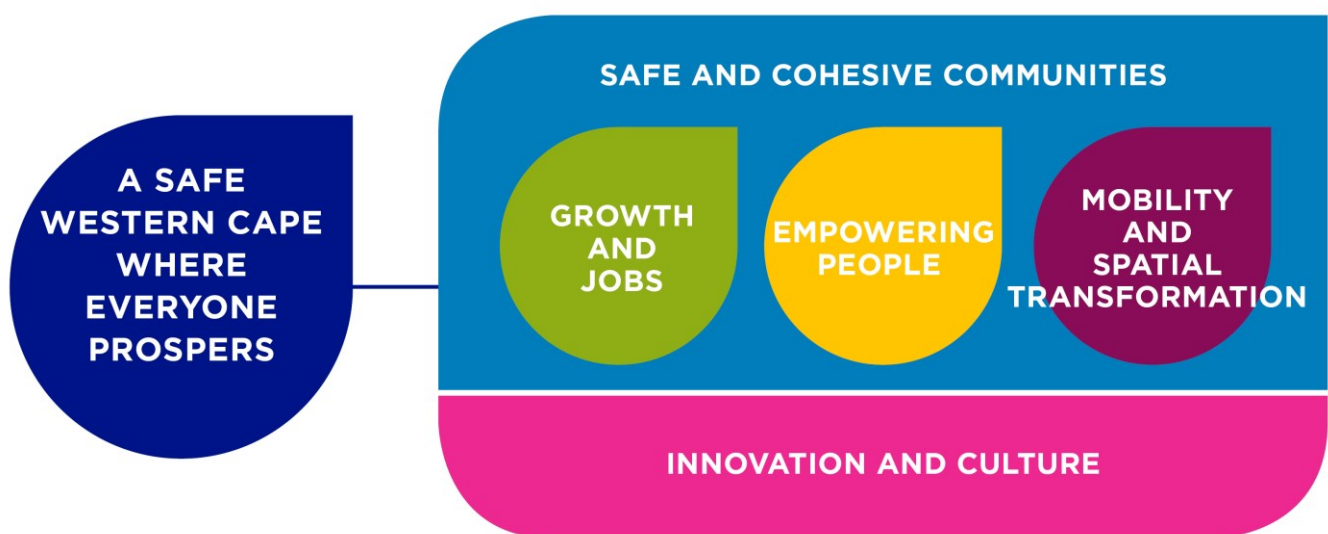 A SAFE
WESTERN CAPE
WHERE
EVERYONE
PROSPERS
SAFE AND COHESIVE COMMUNITIES
GROWTH
AND
JOBS
EMPOWERING
PEOPLE
MOBILITY
AND
SPATIAL
TRANSFORMATION
INNOVATION AND CULTURE